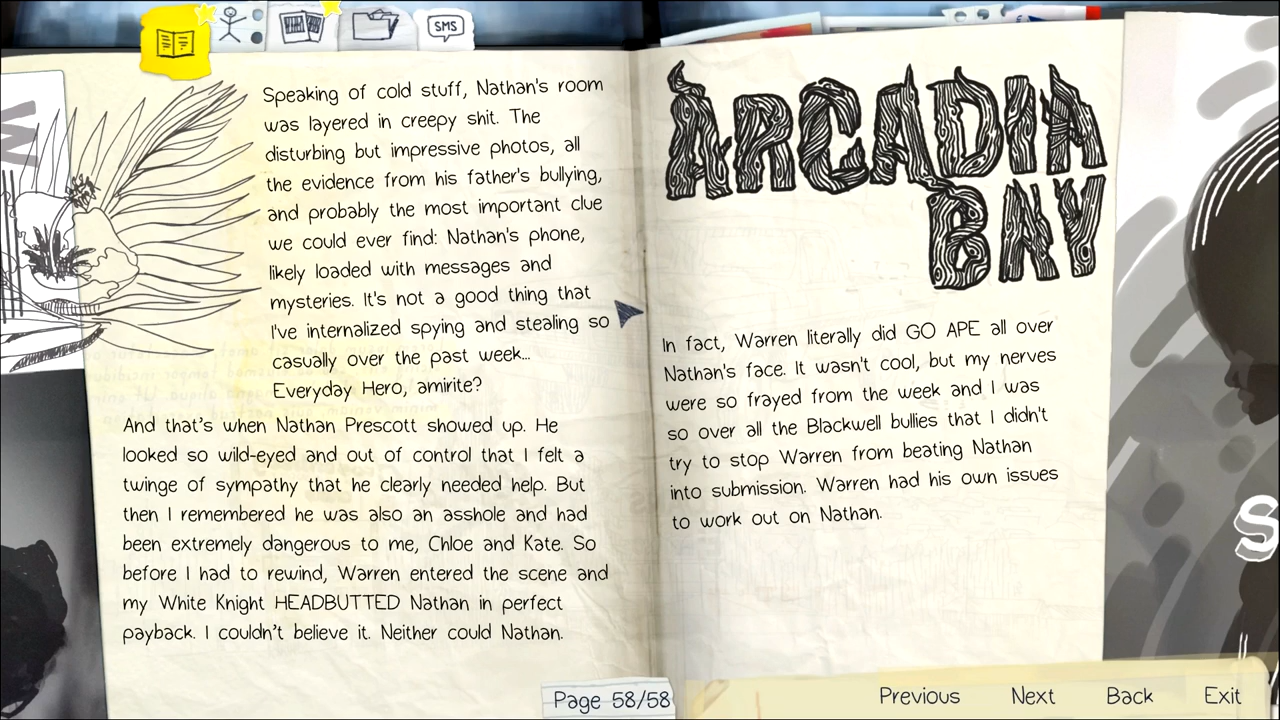 SMS
Speaking of cold stuff, Nathan's room
was layered in creepy shit. The
disturbing but impressive photos, all
the evidence from his father's bullying,
and probably the most important clue
we could ever find: Nathan's phone,
likely loaded with messages and
mysteries. It's not a good thing that
I've internalized spying and stealing so
casually over the past week...
Everyday Hero, amirite?
And that's when Nathan Prescott showed up. He
looked so wild-eyed and out of control that I felt a
twinge of sympathy that he clearly needed help. But
then I remembered he was also an asshole and had
been extremely dangerous to me, Chloe and Kate. So
before I had to rewind, Warren entered the scene and
my White Knight HEADBUTTED Nathan in perfect
payback. I couldn't believe it. Neither could Nathan.
ARCADIA
BAY
In fact, Warren literally did GO APE all over
Nathan's face. It wasn't cool, but my nerves
were so frayed from the week and I was
so over all the Blackwell bullies that I didn't
try to stop Warren from beating Nathan
into submission. Warren had his own issues
to work out on Nathan.
Page 58/58
Previous Next Back Exit